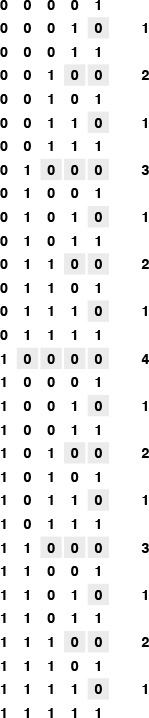 0 0 0 0 1
0 0 0 1 0 1
0 0 0 1 1
0 0 1 0 0 2
0 0 1 0 1
0 0 1 1 0 1
0 0 1 1 1
0 1 0 0 0 3
0 1 0 0 1
0 1 0 1 0 1
0 1 0 1 1
0 1 1 0 0 2
0 1 1 0 1
0 1 1 1 0 1
0 1 1 1 1
1 0 0 0 0 4
1 0 0 0 1
1 0 0 1 0 1
1 0 0 1 1
1 0 1 0 0 2
1 0 1 0 1
1 0 1 1 0 1
1 0 1 1 1
1 1 0 0 0 3
1 1 0 0 1
1 1 0 1 0 1
1 1 0 1 1
1 1 1 0 0 2
1 1 1 0 1
1 1 1 1 0 1
1 1 1 1 1